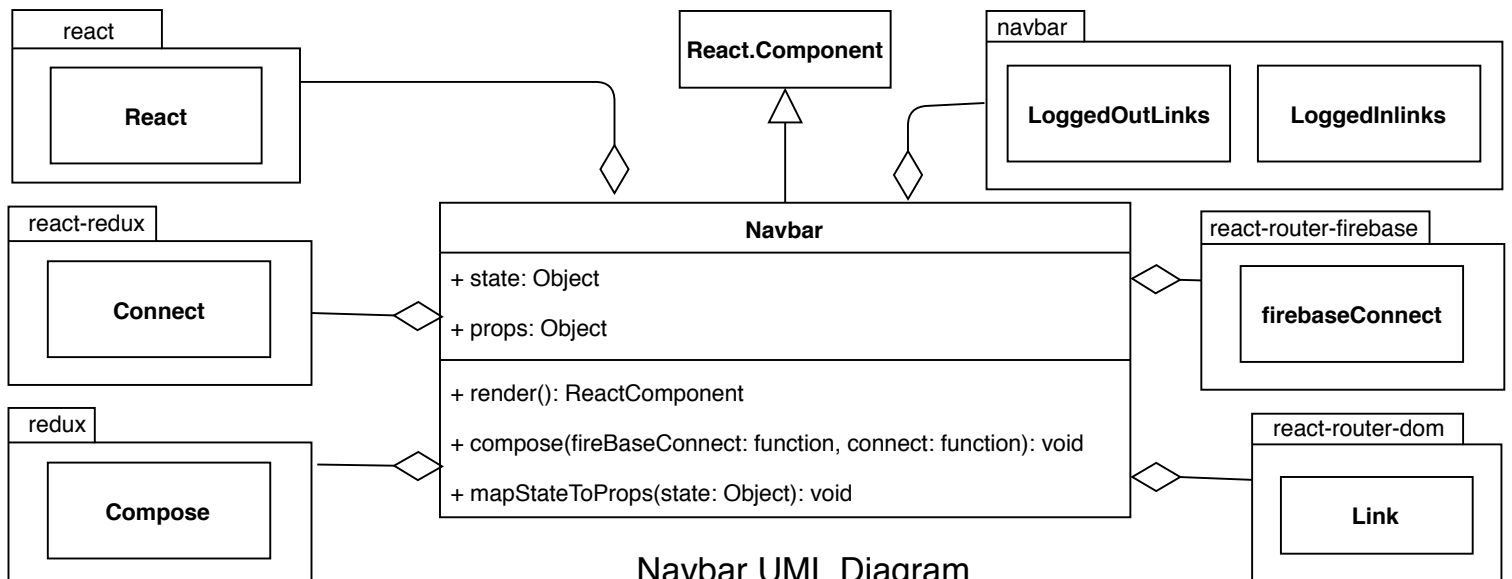 react
React
React.Component
navbar
LoggedOutLinks
LoggedInlinks
react-redux
Connect
Navbar
+ state: Object
+ props: Object
+ render(): ReactComponent
+ compose(fireBaseConnect: function, connect: function): void
+ mapStateToProps(state: Object): void
react-router-firebase
firebaseConnect
redux
Compose
react-router-dom
Link
Navbar UML Diagram